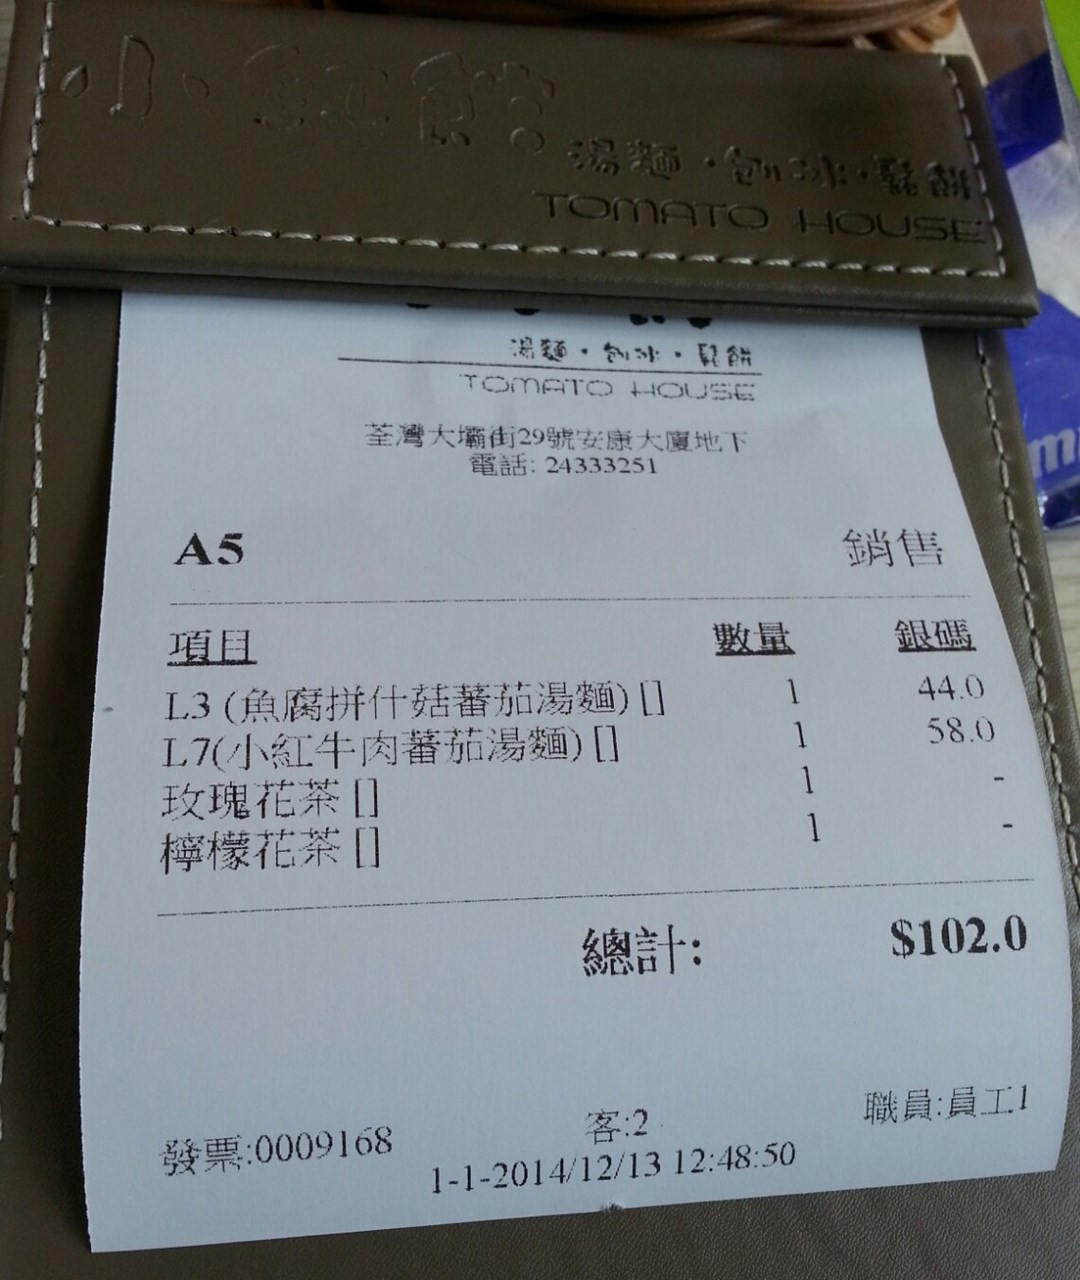 小紅館
湯麵・刨冰・鬆餅
TOMATO HOUSE
湯麵・刨冰・鬆餅
TOMATO HOUSE
荃灣大壩街29號安康大廈地下
電話: 24333251
A5 銷售
項目 數量 銀碼
L3 (魚腐拼什菇蕃茄湯麵) [] 1 44.0
L7(小紅牛肉蕃茄湯麵) [] 1 58.0
玫瑰花茶 [] 1 -
檸檬花茶 [] 1 -
總計: $102.0
職員:員工1
發票:0009168 客:2
1-1-2014/12/13 12:48:50